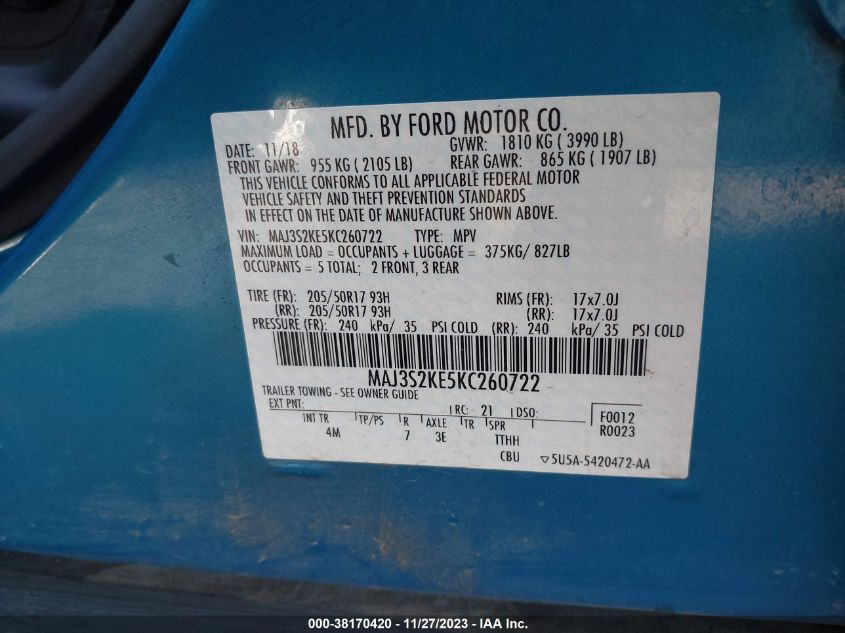 MFD. BY FORD MOTOR CO.
DATE: 11/18 GVWR: 1810 KG ( 3990 LB)
FRONT GAWR: 955 KG ( 2105 LB) REAR GAWR: 865 KG ( 1907 LB)
THIS VEHICLE CONFORMS TO ALL APPLICABLE FEDERAL MOTOR
VEHICLE SAFETY AND THEFT PREVENTION STANDARDS
IN EFFECT ON THE DATE OF MANUFACTURE SHOWN ABOVE.
VIN: MAJ3S2KE5KC260722 TYPE: MPV
MAXIMUM LOAD = OCCUPANTS + LUGGAGE = 375KG/ 827LB
OCCUPANTS = 5 TOTAL; 2 FRONT, 3 REAR
TIRE (FR): 205/50R17 93H RIMS (FR): 17x7.0J
(RR): 205/50R17 93H (RR): 17x7.0J
PRESSURE (FR): 240 kPa/ 35 PSI COLD (RR): 240 kPa/ 35 PSI COLD
MAJ3S2KE5KC260722
TRAILER TOWING - SEE OWNER GUIDE
EXT PNT: RC: 21 DSO: F0012
INT TR TP/PS R AXLE TR SPR R0023
4M 7 3E TTHH
CBU ▽5U5A-5420472-AA
000-38170420 - 11/27/2023 - IAAI.COM